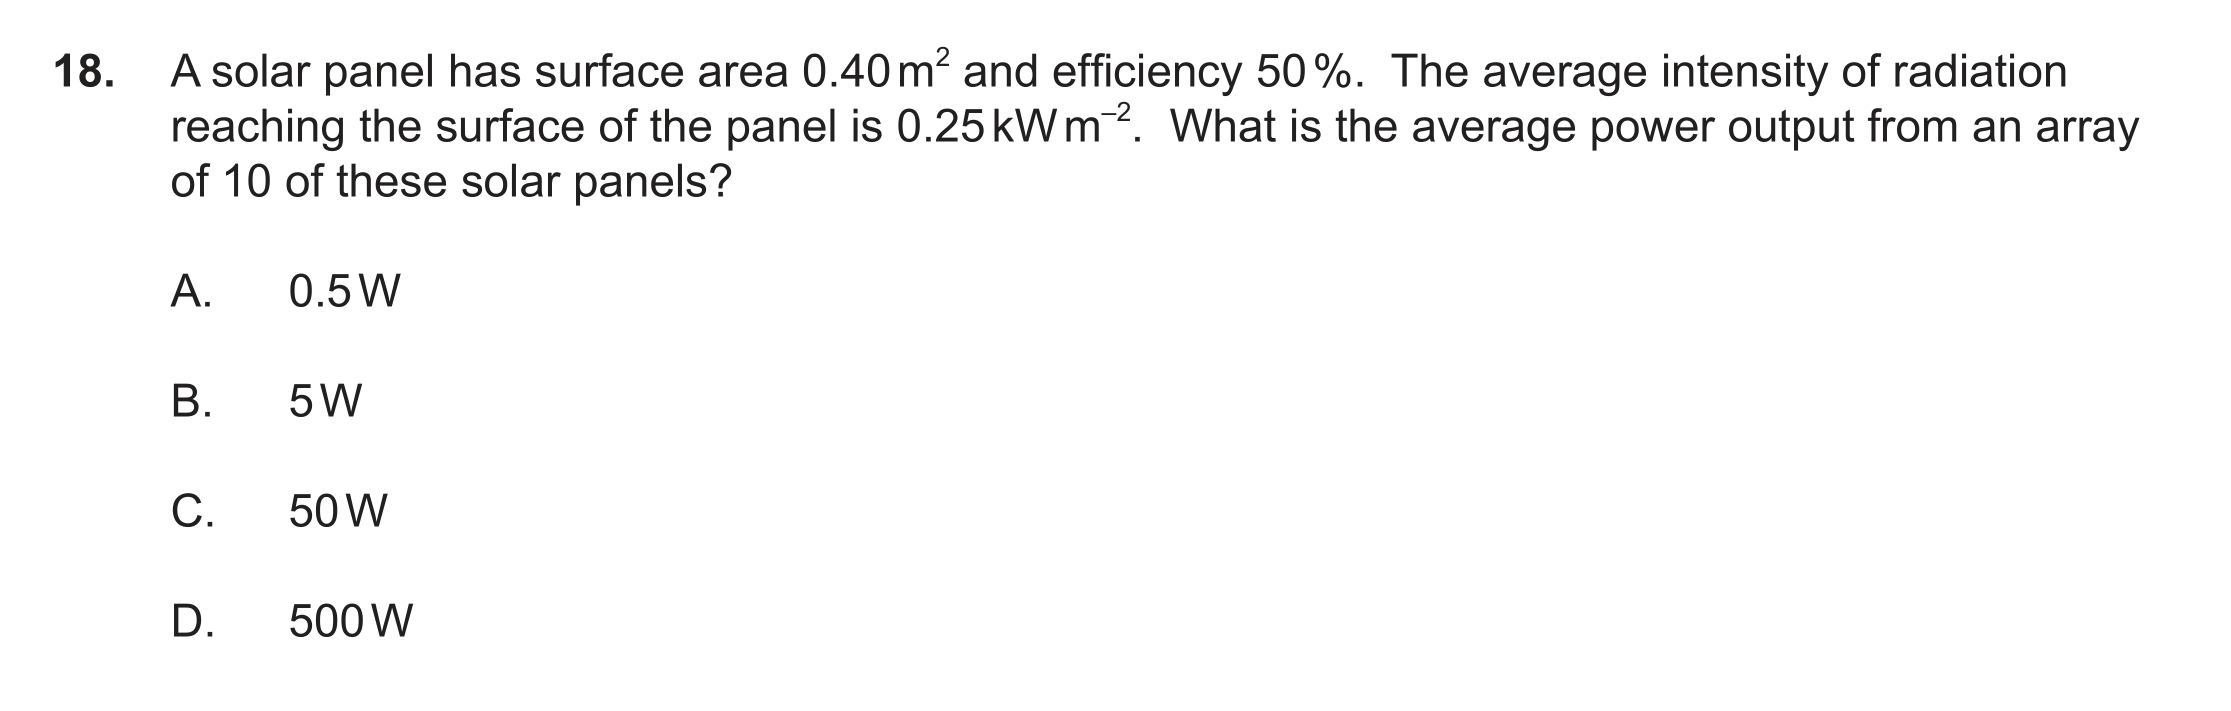 18. A solar panel has surface area 0.40 m² and efficiency 50 %. The average intensity of radiation
reaching the surface of the panel is 0.25 kW m⁻². What is the average power output from an array
of 10 of these solar panels?
A. 0.5 W
B. 5 W
C. 50 W
D. 500 W